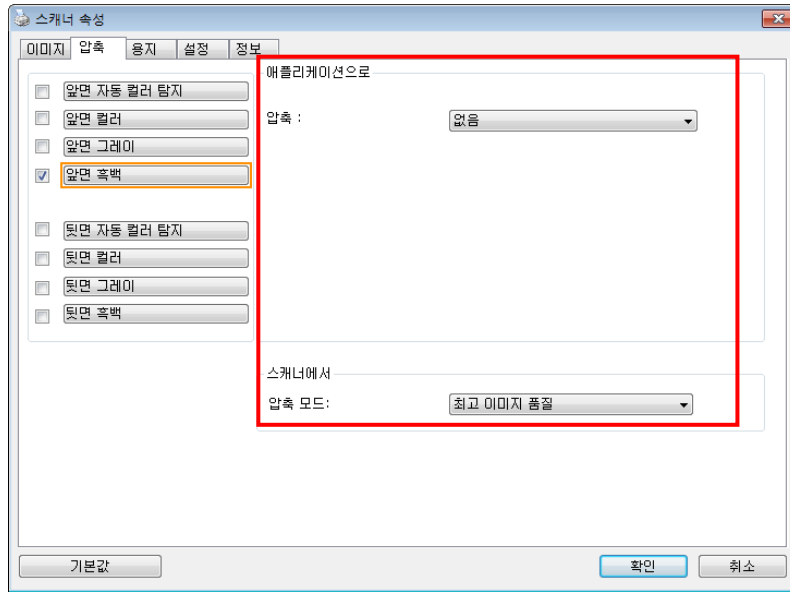 스캐너 속성
이미지 압축 용지 설정 정보
앞면 자동 컬러 탐지
앞면 컬러
앞면 그레이
앞면 흑백
뒷면 자동 컬러 탐지
뒷면 컬러
뒷면 그레이
뒷면 흑백
애플리케이션으로
압축 : 없음
스캐너에서
압축 모드: 최고 이미지 품질
기본값 확인 취소